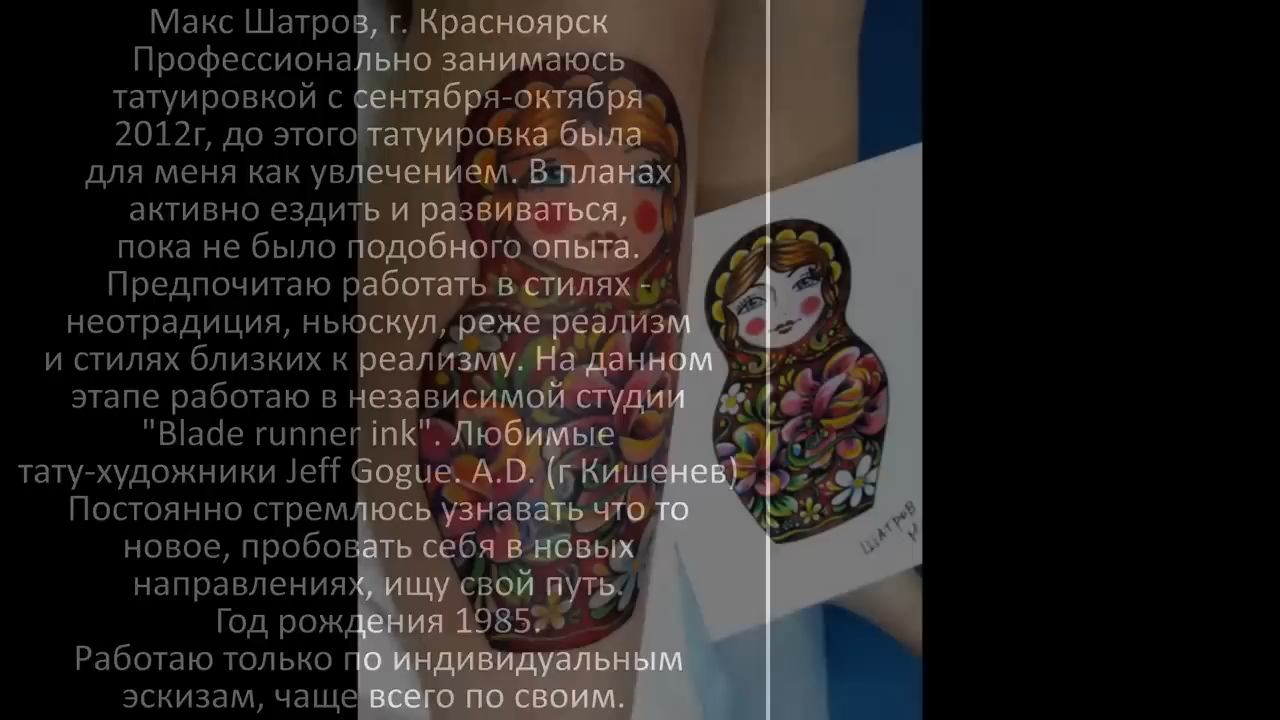 Макс Шатров, г. Красноярск
Профессионально занимаюсь
татуировкой с сентября-октября
2012г, до этого татуировка была
для меня как увлечением. В планах
активно ездить и развиваться,
пока не было подобного опыта.
Предпочитаю работать в стилях -
неотрадиция, ньюскул, реже реализм
и стилях близких к реализму. На данном
этапе работаю в независимой студии
"Blade runner ink". Любимые
тату-художники Jeff Gogue. A.D. (г Кишенев)
Постоянно стремлюсь узнавать что то
новое, пробовать себя в новых
направлениях, ищу свой путь.
Год рождения 1985.
Работаю только по индивидуальным
эскизам, чаще всего по своим.
ШАТРОВ
М